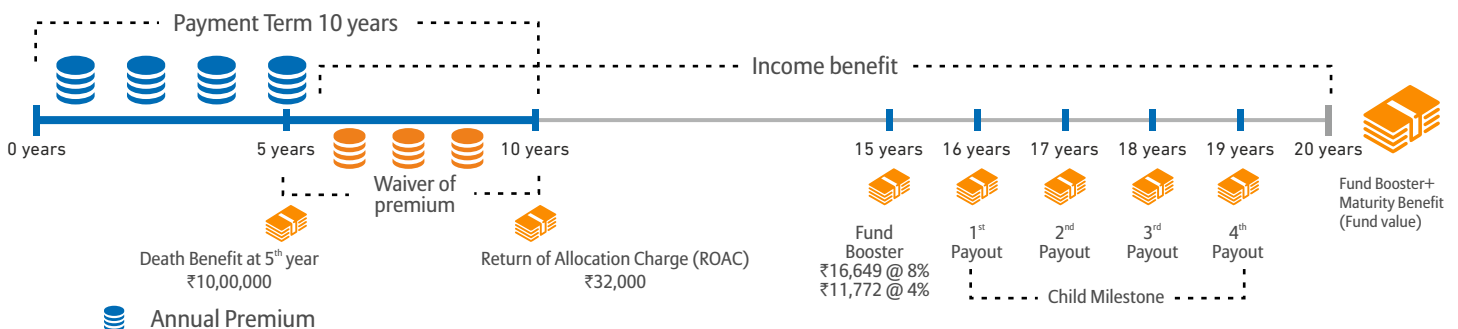 Payment Term 10 years
Income benefit
0 years
5 years
10 years
15 years
16 years
17 years
18 years
19 years
20 years
Waiver of
premium
Death Benefit at 5th year
₹10,00,000
Return of Allocation Charge (ROAC)
₹32,000
Fund
Booster
₹16,649 @ 8%
₹11,772 @ 4%
1st
Payout
2nd
Payout
3rd
Payout
4th
Payout
Child Milestone
Fund Booster+
Maturity Benefit
(Fund value)
Annual Premium